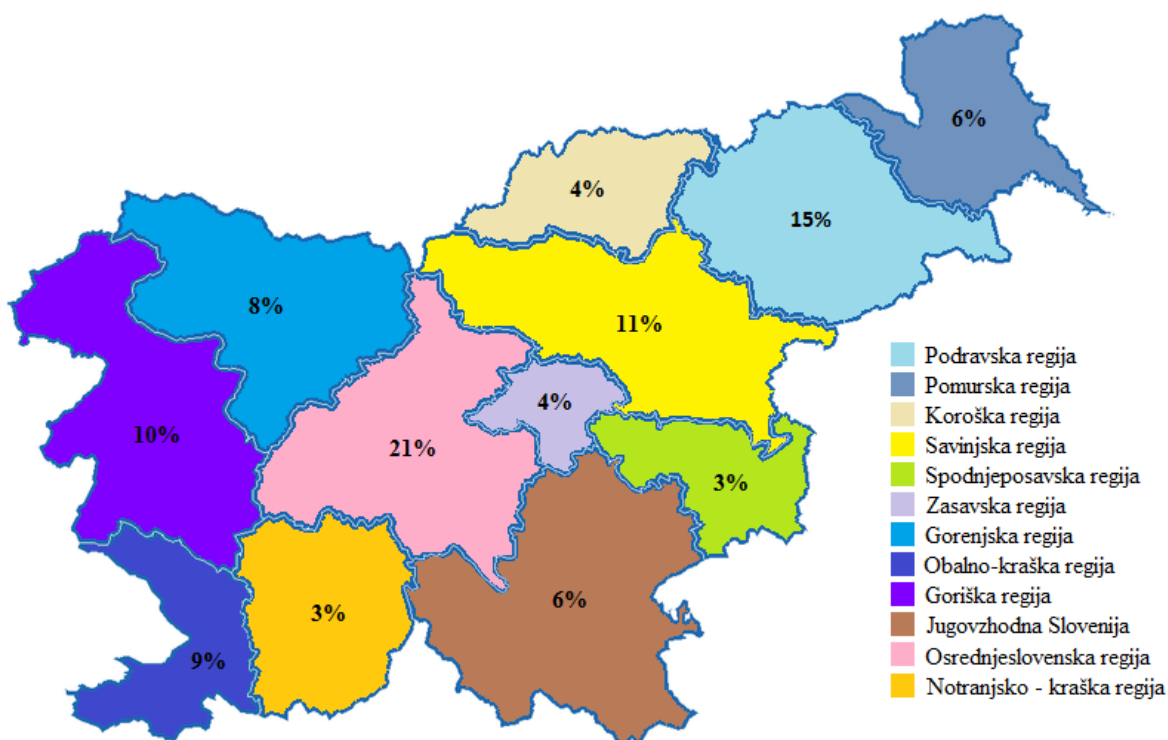 6%
4%
15%
8%
11%
4%
10%
21%
3%
6%
3%
9%
Podravska regija
Pomurska regija
Koroška regija
Savinjska regija
Spodnjeposavska regija
Zasavska regija
Gorenjska regija
Obalno-kraška regija
Goriška regija
Jugovzhodna Slovenija
Osrednjeslovenska regija
Notranjsko - kraška regija